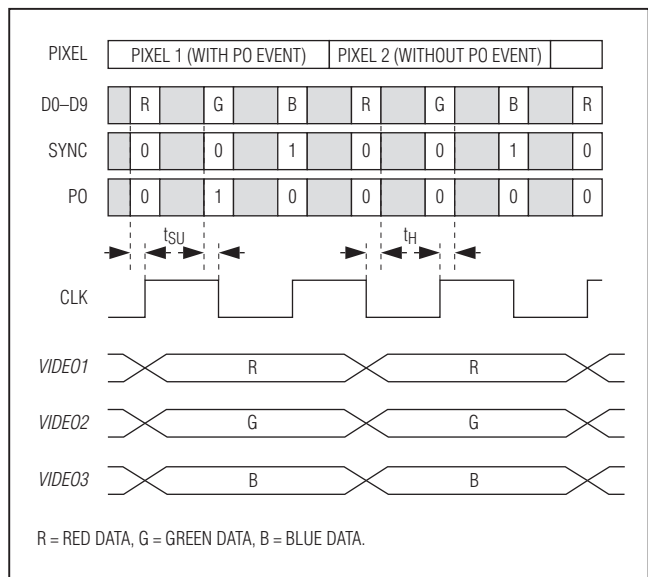 PIXEL PIXEL 1 (WITH PO EVENT) PIXEL 2 (WITHOUT PO EVENT)
D0–D9 R G B R G B R
SYNC 0 0 1 0 0 1 0
PO 0 1 0 0 0 0 0
tSU tH
CLK
VIDEO1 R R
VIDEO2 G G
VIDEO3 B B
R = RED DATA, G = GREEN DATA, B = BLUE DATA.